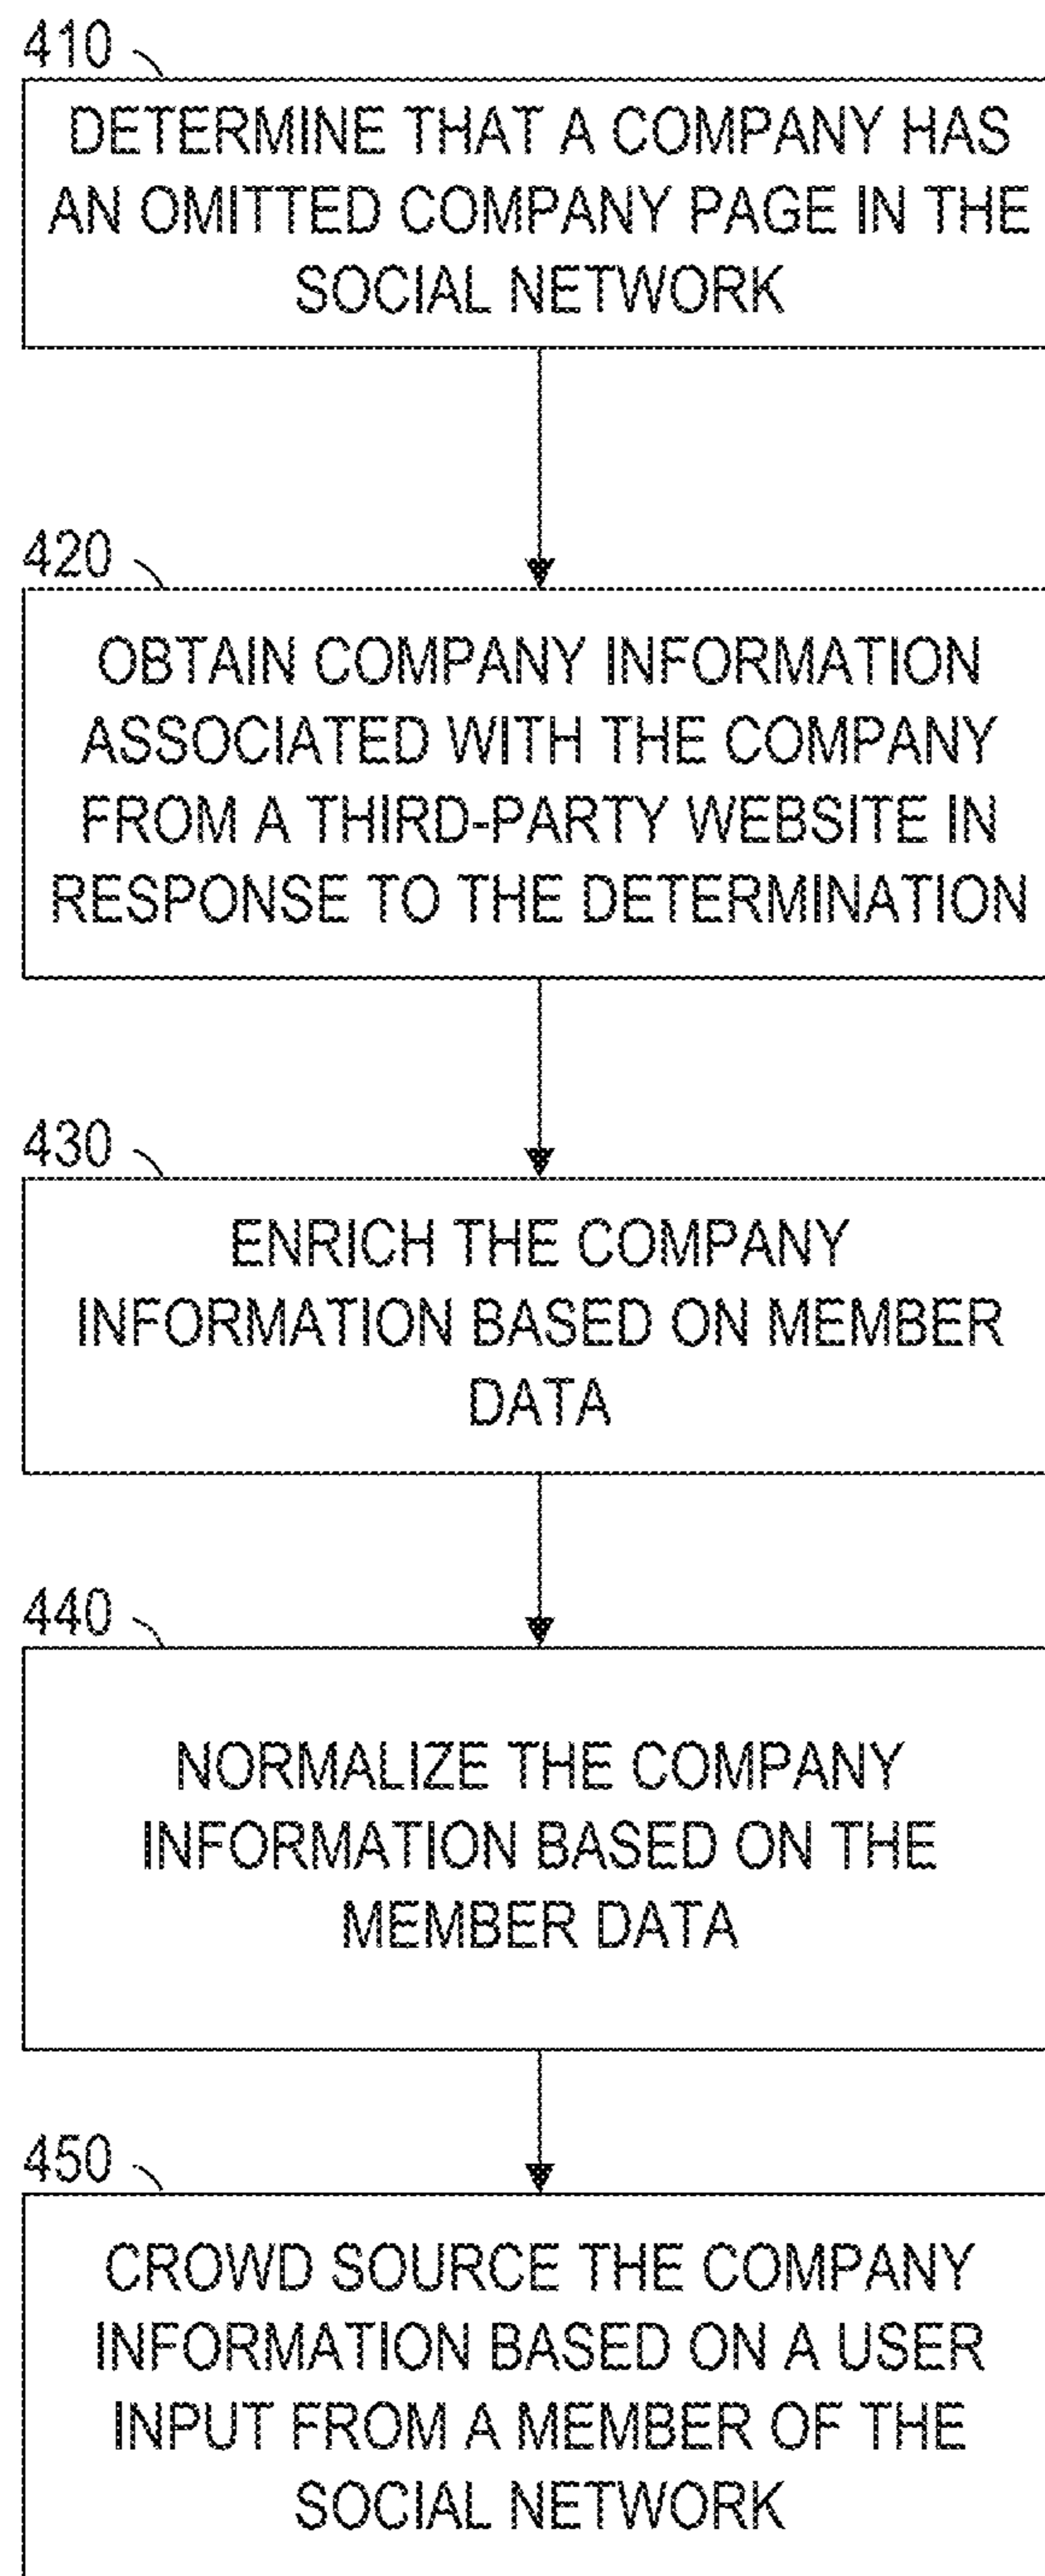 410
DETERMINE THAT A COMPANY HAS
AN OMITTED COMPANY PAGE IN THE
SOCIAL NETWORK
420
OBTAIN COMPANY INFORMATION
ASSOCIATED WITH THE COMPANY
FROM A THIRD-PARTY WEBSITE IN
RESPONSE TO THE DETERMINATION
430
ENRICH THE COMPANY
INFORMATION BASED ON MEMBER
DATA
440
NORMALIZE THE COMPANY
INFORMATION BASED ON THE
MEMBER DATA
450
CROWD SOURCE THE COMPANY
INFORMATION BASED ON A USER
INPUT FROM A MEMBER OF THE
SOCIAL NETWORK